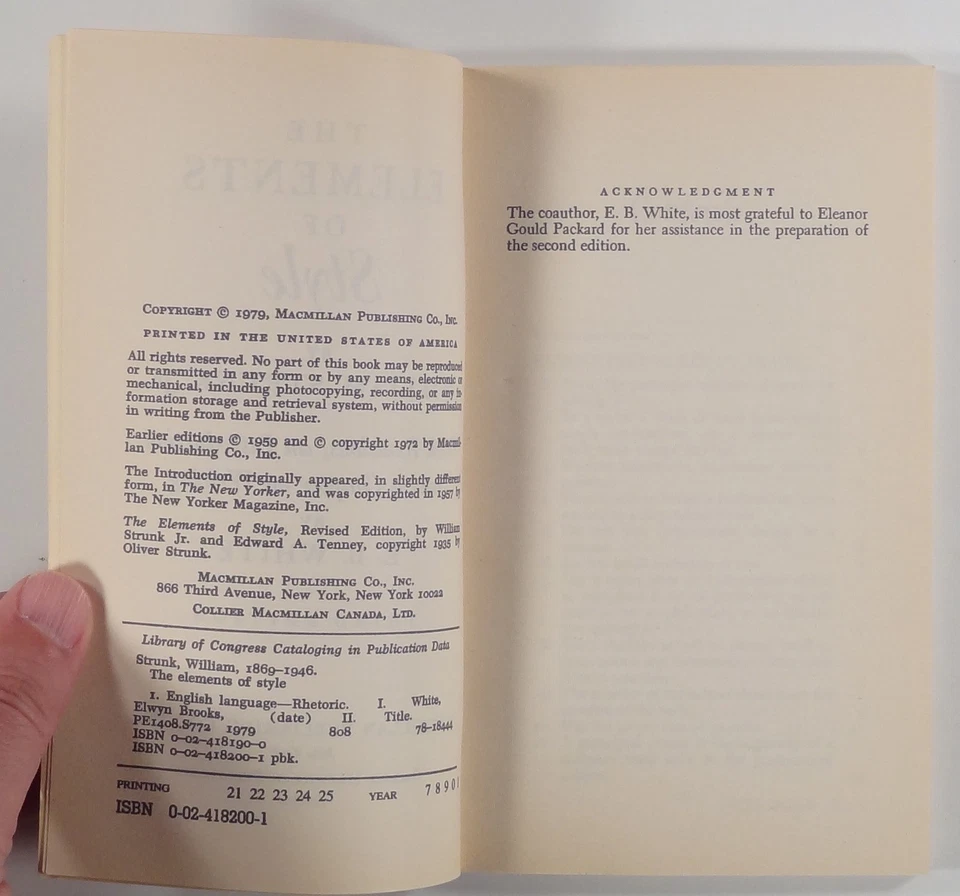 COPYRIGHT © 1979, MACMILLAN PUBLISHING CO., INC.
PRINTED IN THE UNITED STATES OF AMERICA
All rights reserved. No part of this book may be reproduced
or transmitted in any form or by any means, electronic or
mechanical, including photocopying, recording, or any in-
formation storage and retrieval system, without permission
in writing from the Publisher.
Earlier editions © 1959 and © copyright 1972 by Macmil-
lan Publishing Co., Inc.
The Introduction originally appeared, in slightly different
form, in The New Yorker, and was copyrighted in 1957 by
The New Yorker Magazine, Inc.
The Elements of Style, Revised Edition, by William
Strunk Jr. and Edward A. Tenney, copyright 1935 by
Oliver Strunk.
MACMILLAN PUBLISHING CO., INC.
866 Third Avenue, New York, New York 10022
COLLIER MACMILLAN CANADA, LTD.
Library of Congress Cataloging in Publication Data
Strunk, William, 1869–1946.
The elements of style
1. English language—Rhetoric. I. White,
Elwyn Brooks, (date) II. Title.
PE1408.S772 1979 808 78-18444
ISBN 0-02-418190-0
ISBN 0-02-418200-1 pbk.
PRINTING 21 22 23 24 25 YEAR 7 8 9 0
ISBN 0-02-418200-1
ACKNOWLEDGMENT
The coauthor, E. B. White, is most grateful to Eleanor
Gould Packard for her assistance in the preparation of
the second edition.